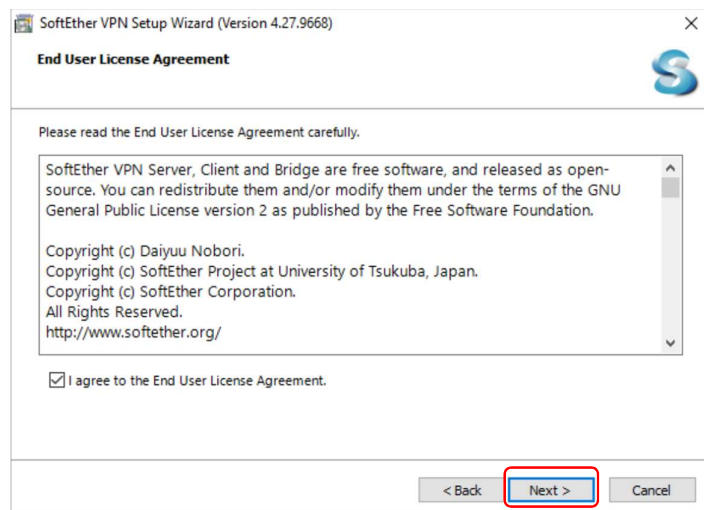 SoftEther VPN Setup Wizard (Version 4.27.9668)
End User License Agreement
Please read the End User License Agreement carefully.
SoftEther VPN Server, Client and Bridge are free software, and released as open-
source. You can redistribute them and/or modify them under the terms of the GNU
General Public License version 2 as published by the Free Software Foundation.
Copyright (c) Daiyuu Nobori.
Copyright (c) SoftEther Project at University of Tsukuba, Japan.
Copyright (c) SoftEther Corporation.
All Rights Reserved.
http://www.softether.org/
I agree to the End User License Agreement.
< Back Next > Cancel